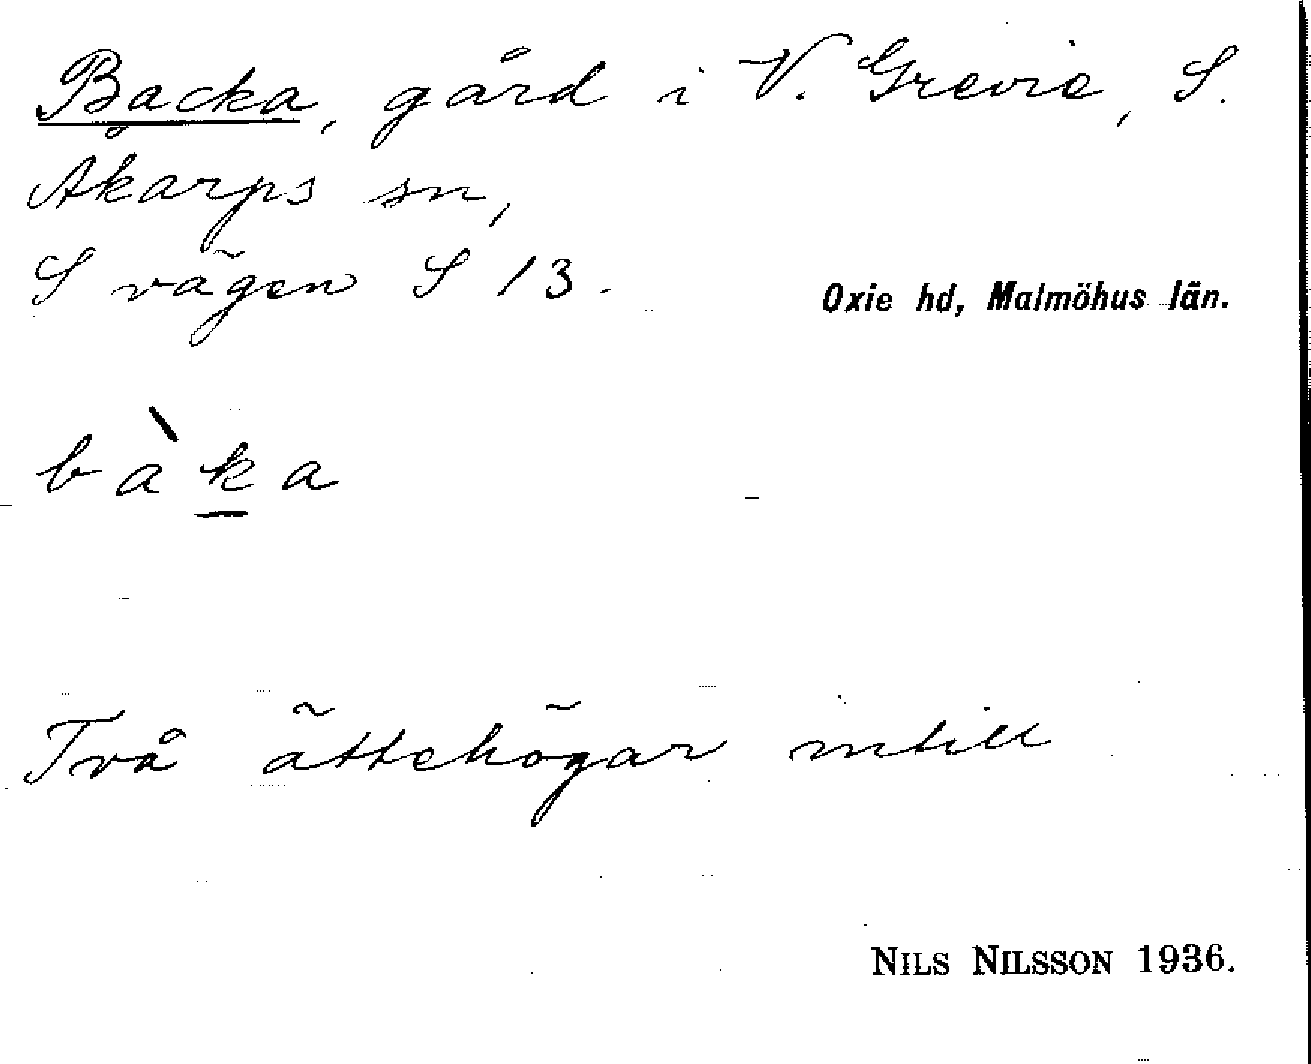 Backa, gård i V. Grevie, S.
Åkarps sn,
S vägen S 13.
Oxie hd, Malmöhus län.
bàka
Två ättehögar intill
NILS NILSSON 1936.